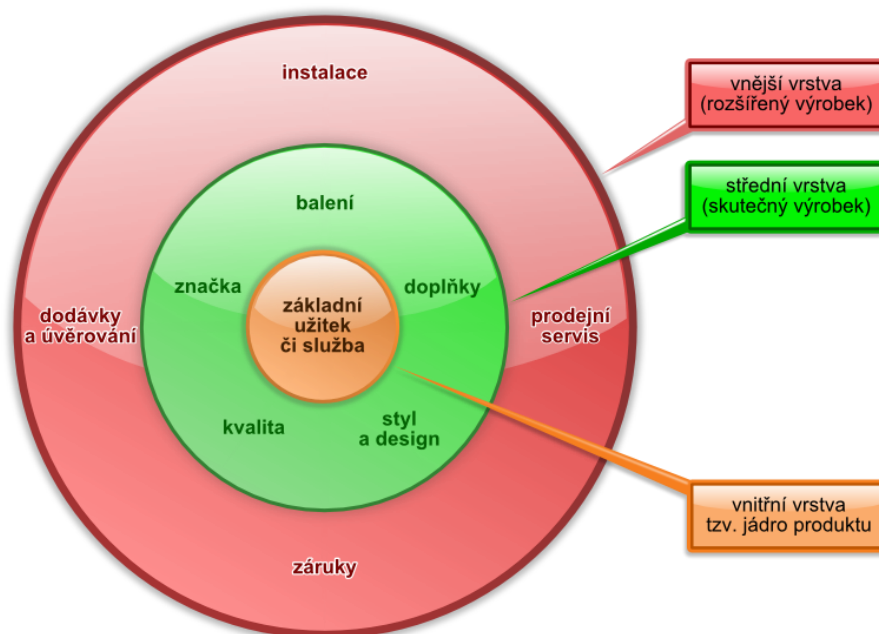 instalace
vnější vrstva
(rozšířený výrobek)
střední vrstva
(skutečný výrobek)
balení
značka
doplňky
základní
užitek
či služba
dodávky
a úvěrování
prodejní
servis
kvalita
styl
a design
vnitřní vrstva
tzv. jádro produktu
záruky